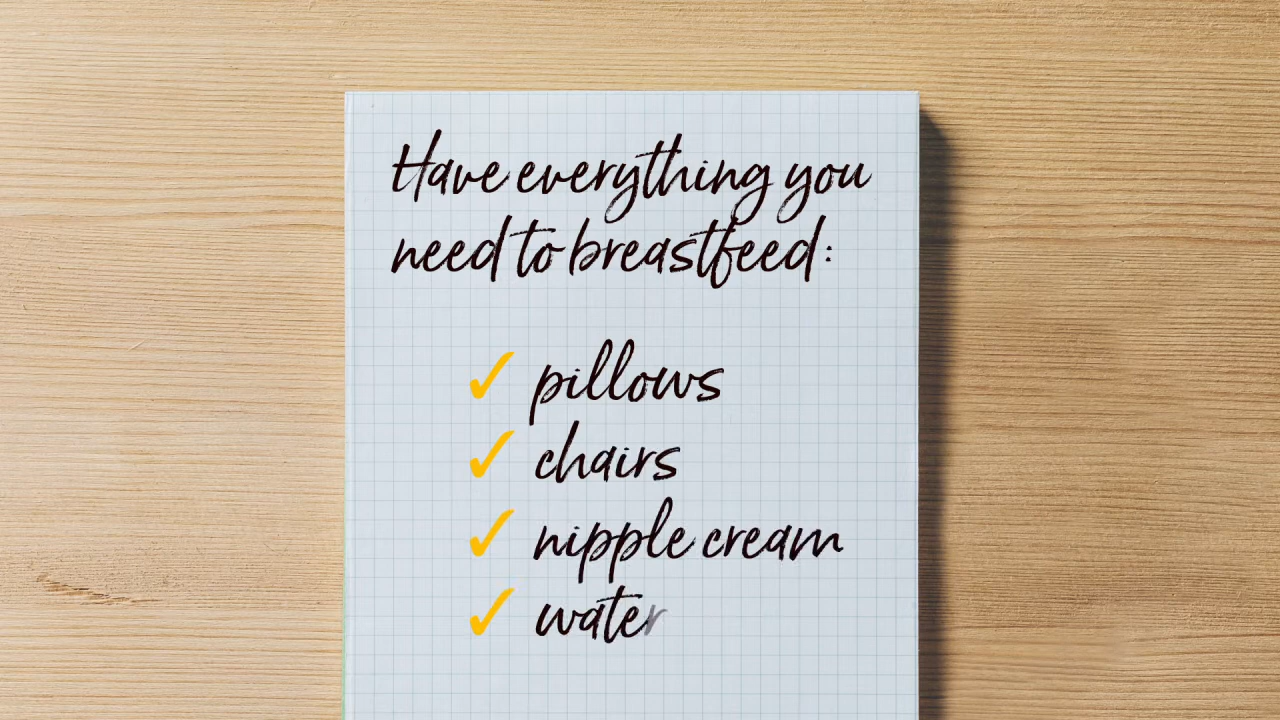 Have everything you
need to breastfeed:
✓ pillows
✓ chairs
✓ nipple cream
✓ water